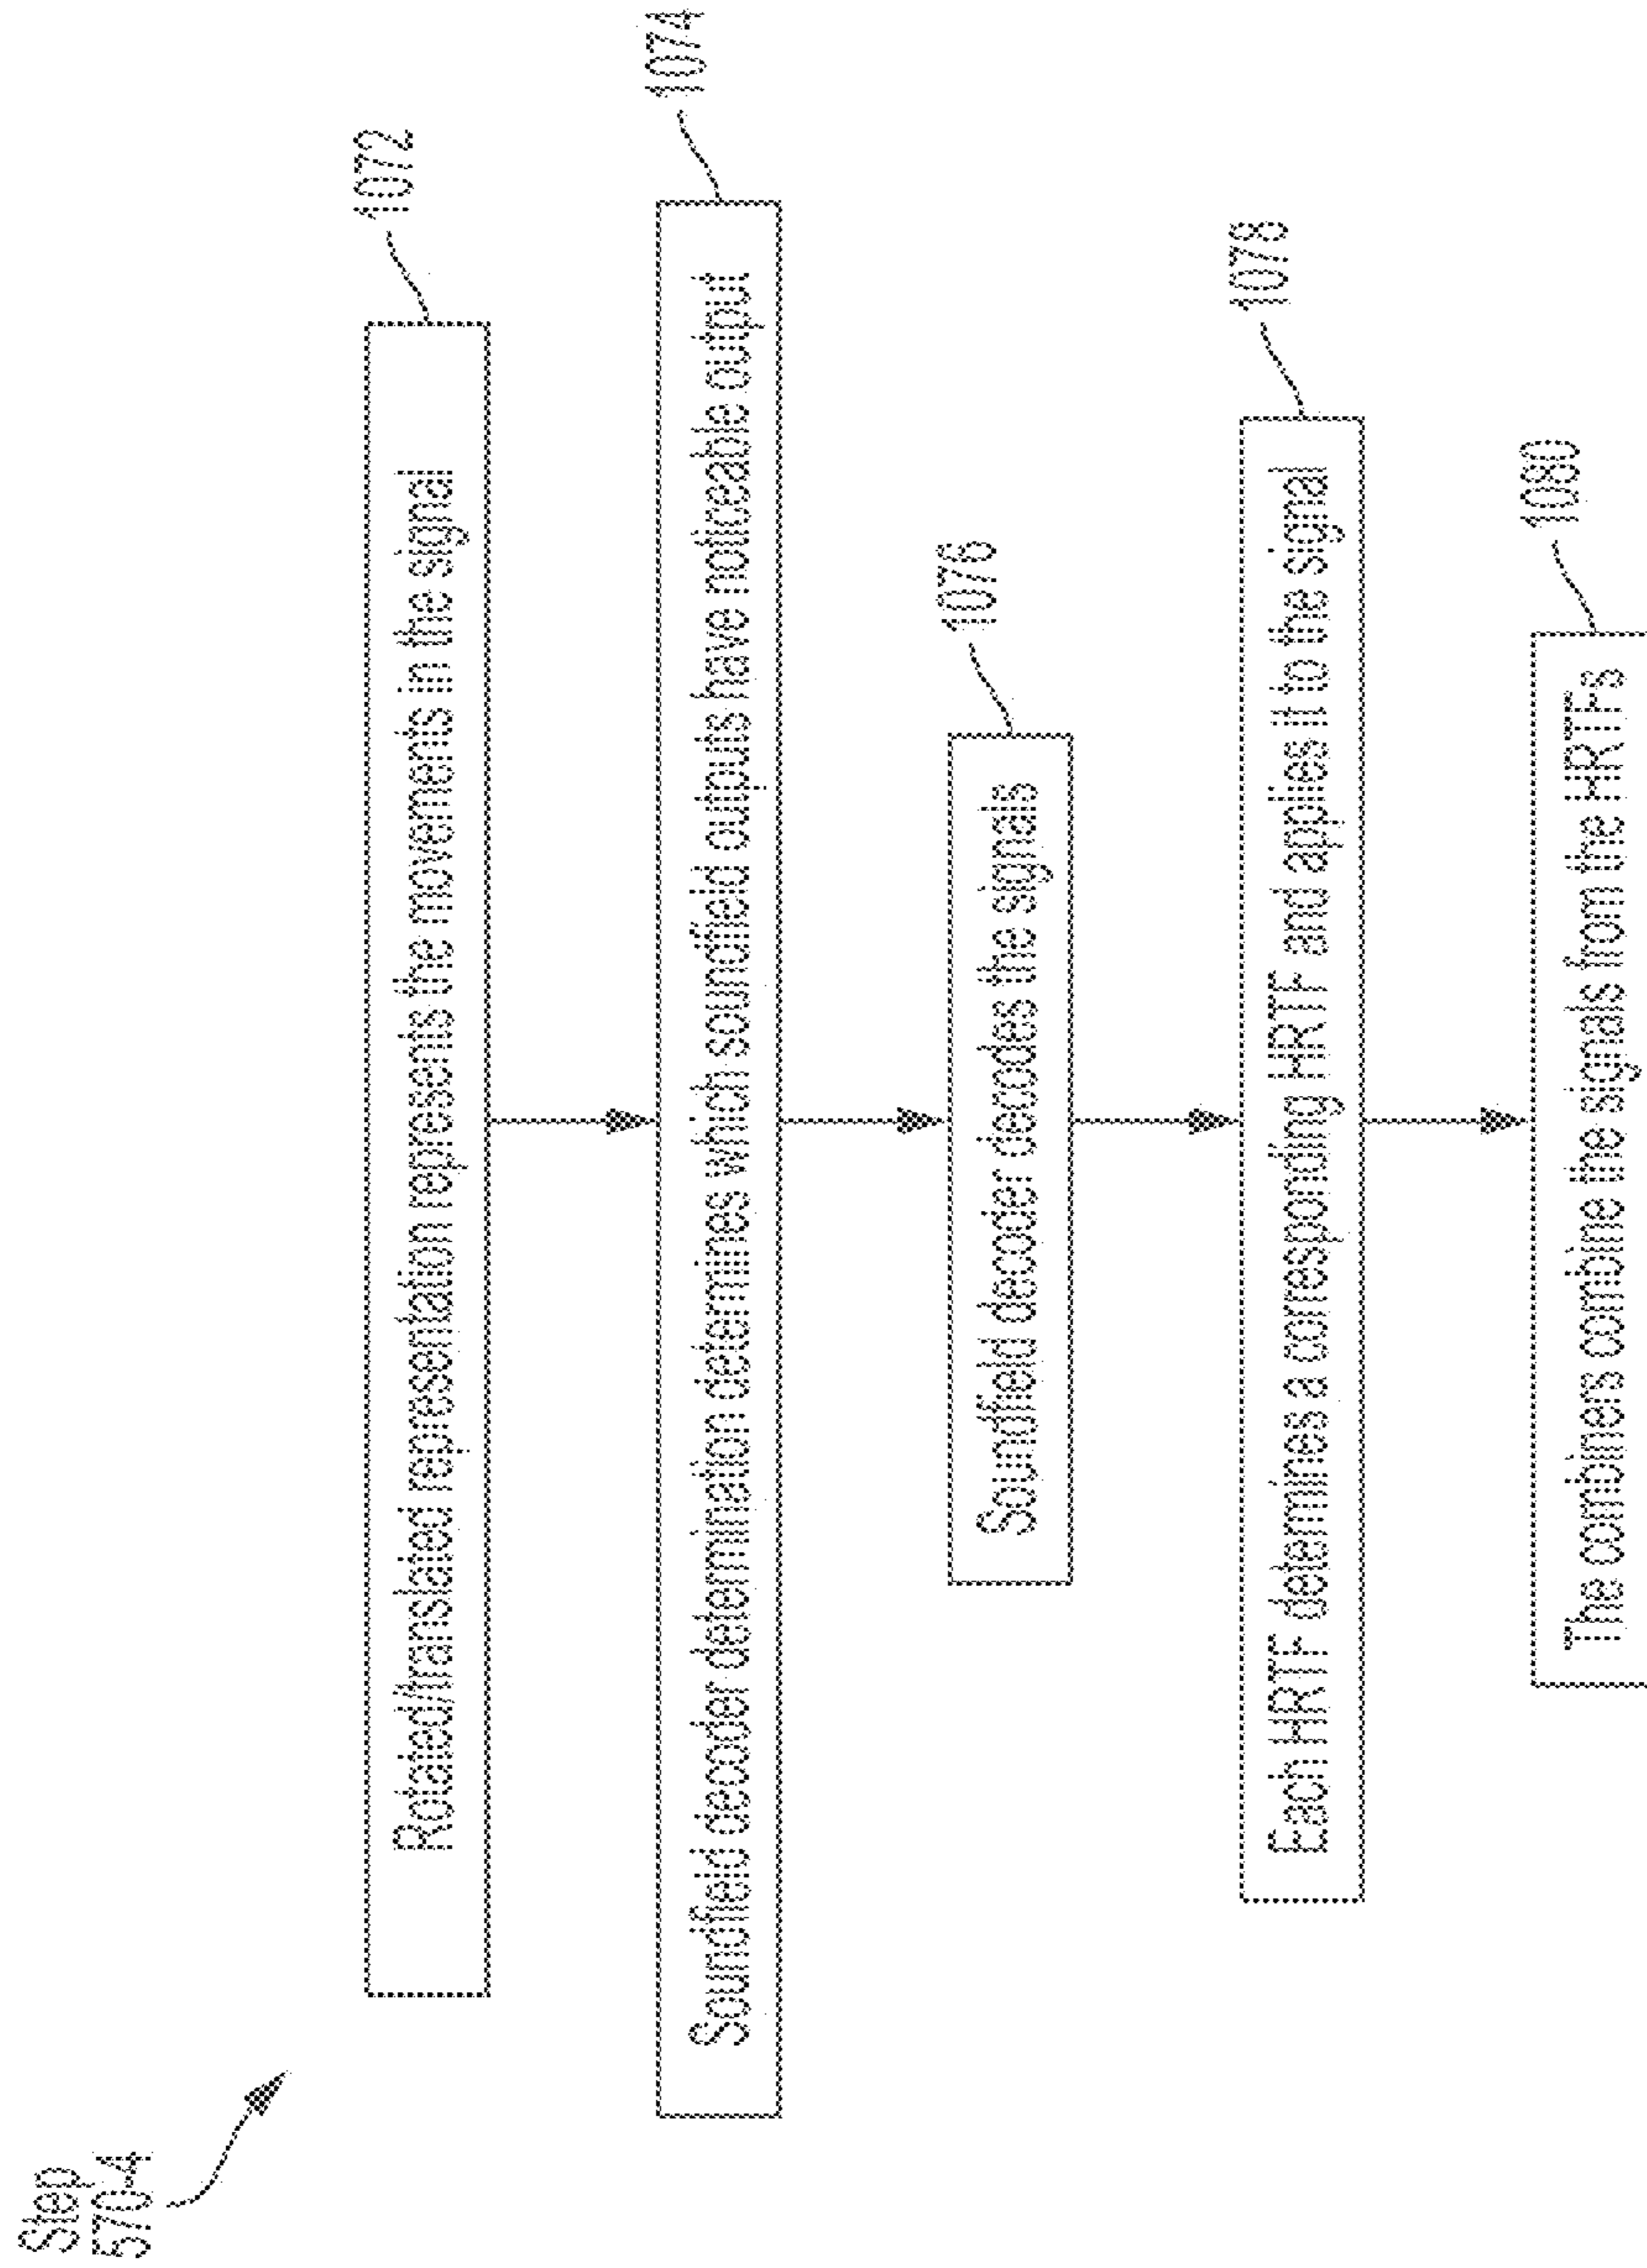 Step
570-4
1072
Rotated/translated representation represents the movements in the signal
1074
Soundfield decoder determination determines which soundfield outputs have noticeable output
1076
Soundfield decoder decodes the signals
1078
Each HRTF determines a corresponding HRTF and applies it to the signal
1080
The combiners combine the signals from the HRTFs